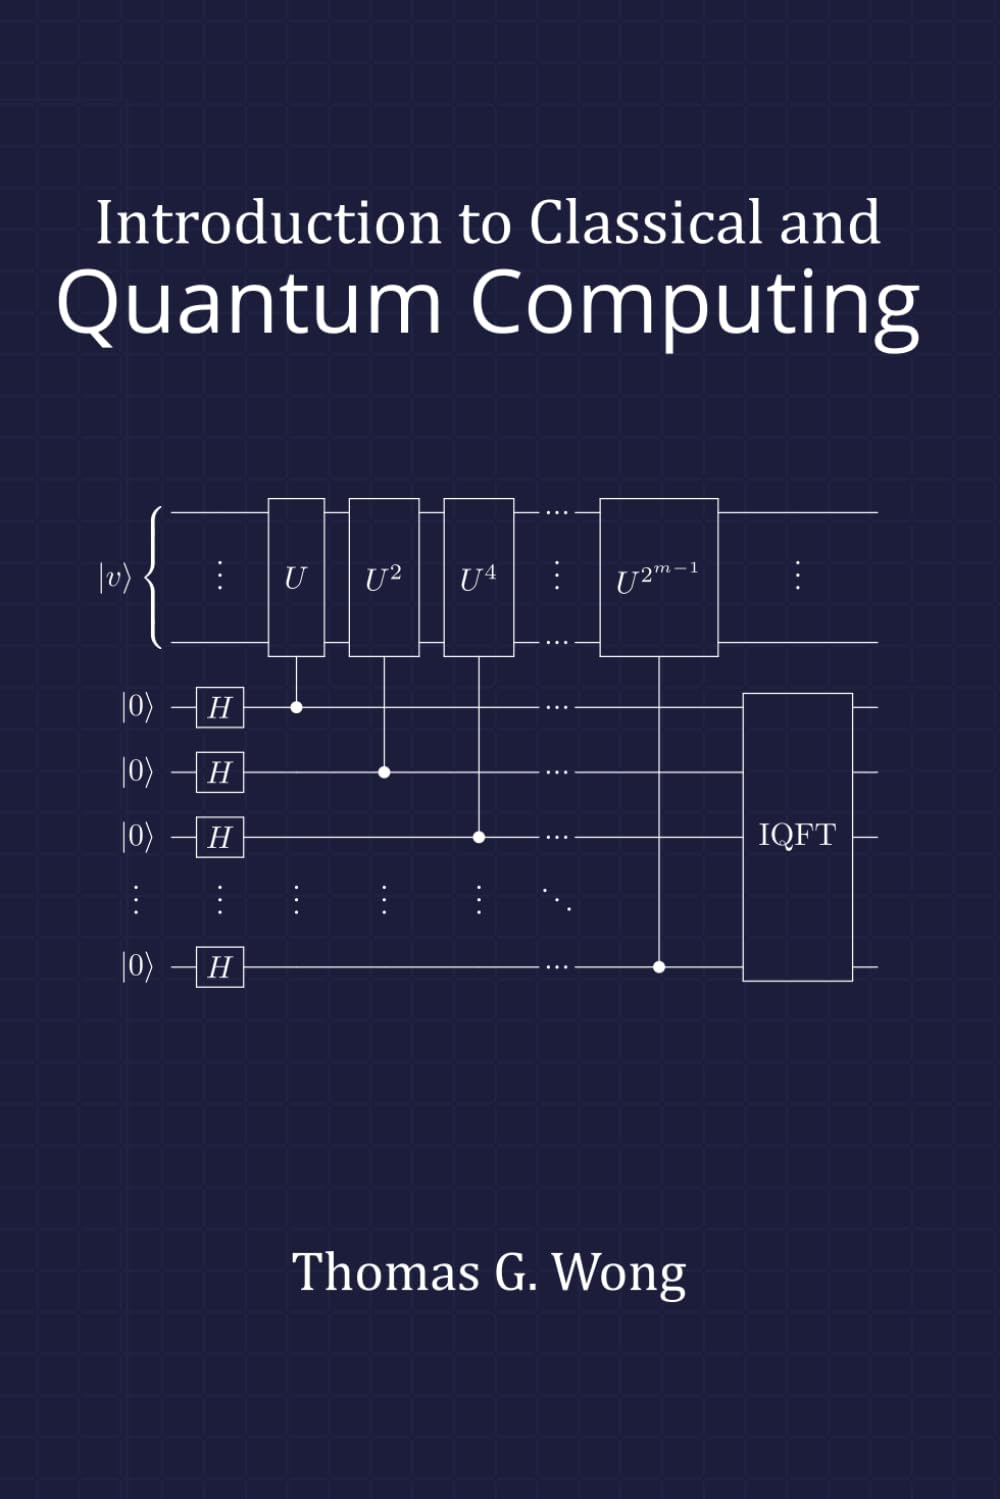 Introduction to Classical and
Quantum Computing
|v⟩ { ⋮ U U² U⁴ ⋯ ⋮ ⋯ U^{2^{m−1}} ⋮
|0⟩ H ⋯
|0⟩ H ⋯
|0⟩ H ⋯ IQFT
⋮ ⋮ ⋮ ⋮ ⋮ ⋱
|0⟩ H ⋯
Thomas G. Wong